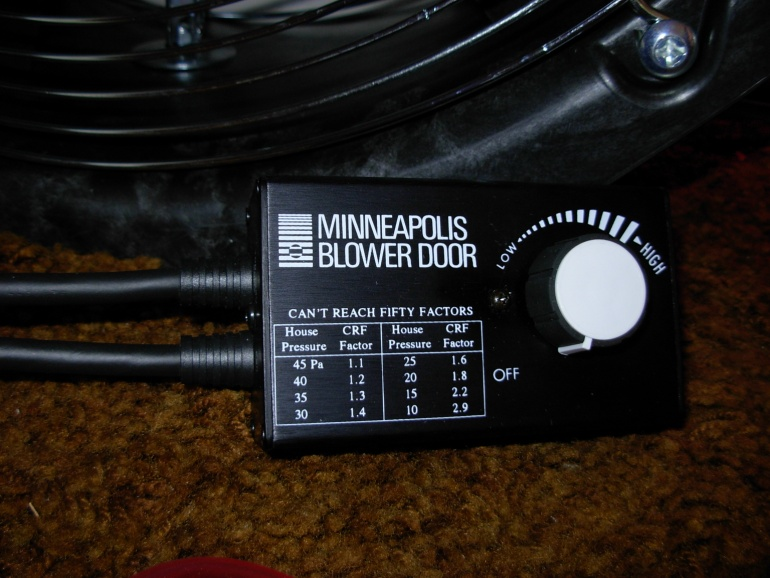 MINNEAPOLIS
BLOWER DOOR
LOW
HIGH
OFF
CAN'T REACH FIFTY FACTORS
House Pressure CRF Factor House Pressure CRF Factor
45 Pa 1.1 25 1.6
40 1.2 20 1.8
35 1.3 15 2.2
30 1.4 10 2.9